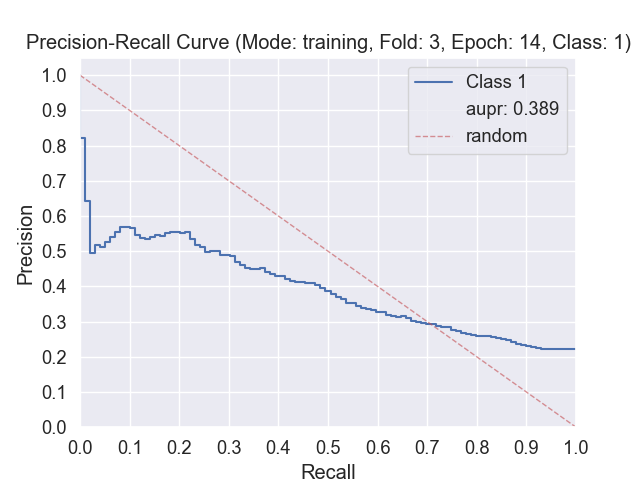 Precision-Recall Curve (Mode: training, Fold: 3, Epoch: 14, Class: 1)
1.0
0.9
0.8
0.7
0.6
0.5
0.4
0.3
0.2
0.1
0.0
Precision
Class 1
aupr: 0.389
random
0.0 0.1 0.2 0.3 0.4 0.5 0.6 0.7 0.8 0.9 1.0
Recall